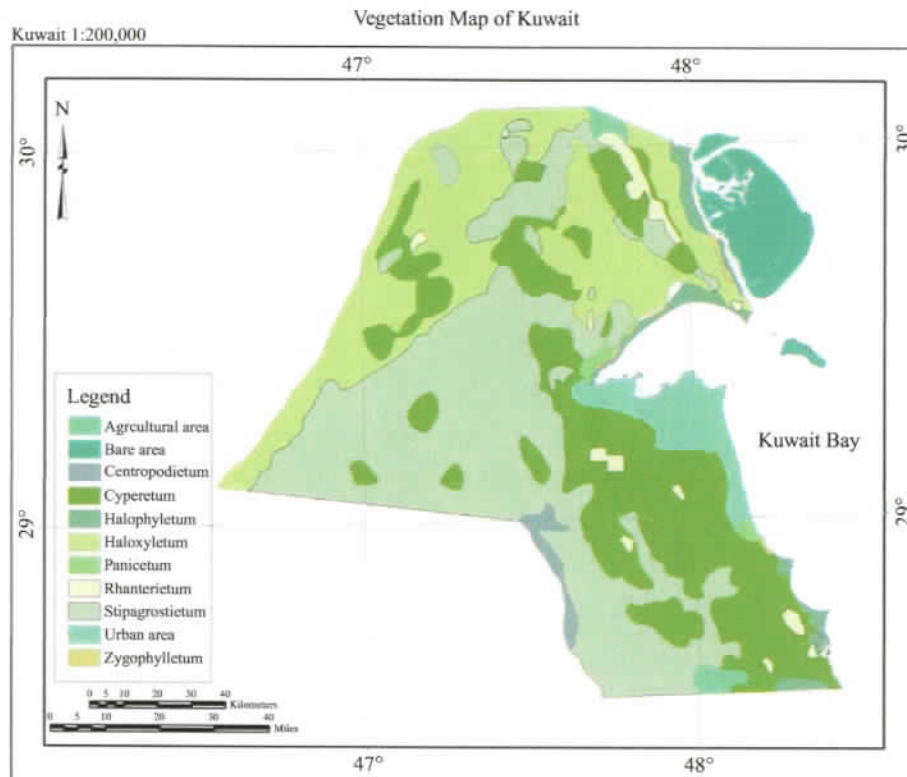 Vegetation Map of Kuwait
Kuwait 1:200,000
47° 48°
N
30° 30°
Legend
Agrcultural area
Bare area
Centropodietum
Cyperetum
Halophyletum
Haloxyletum
Panicetum
Rhanterietum
Stipagrostietum
Urban area
Zygophylletum
Kuwait Bay
29° 29°
0 5 10 20 30 40
Kilometers
0 5 10 20 30 40
Miles
47° 48°